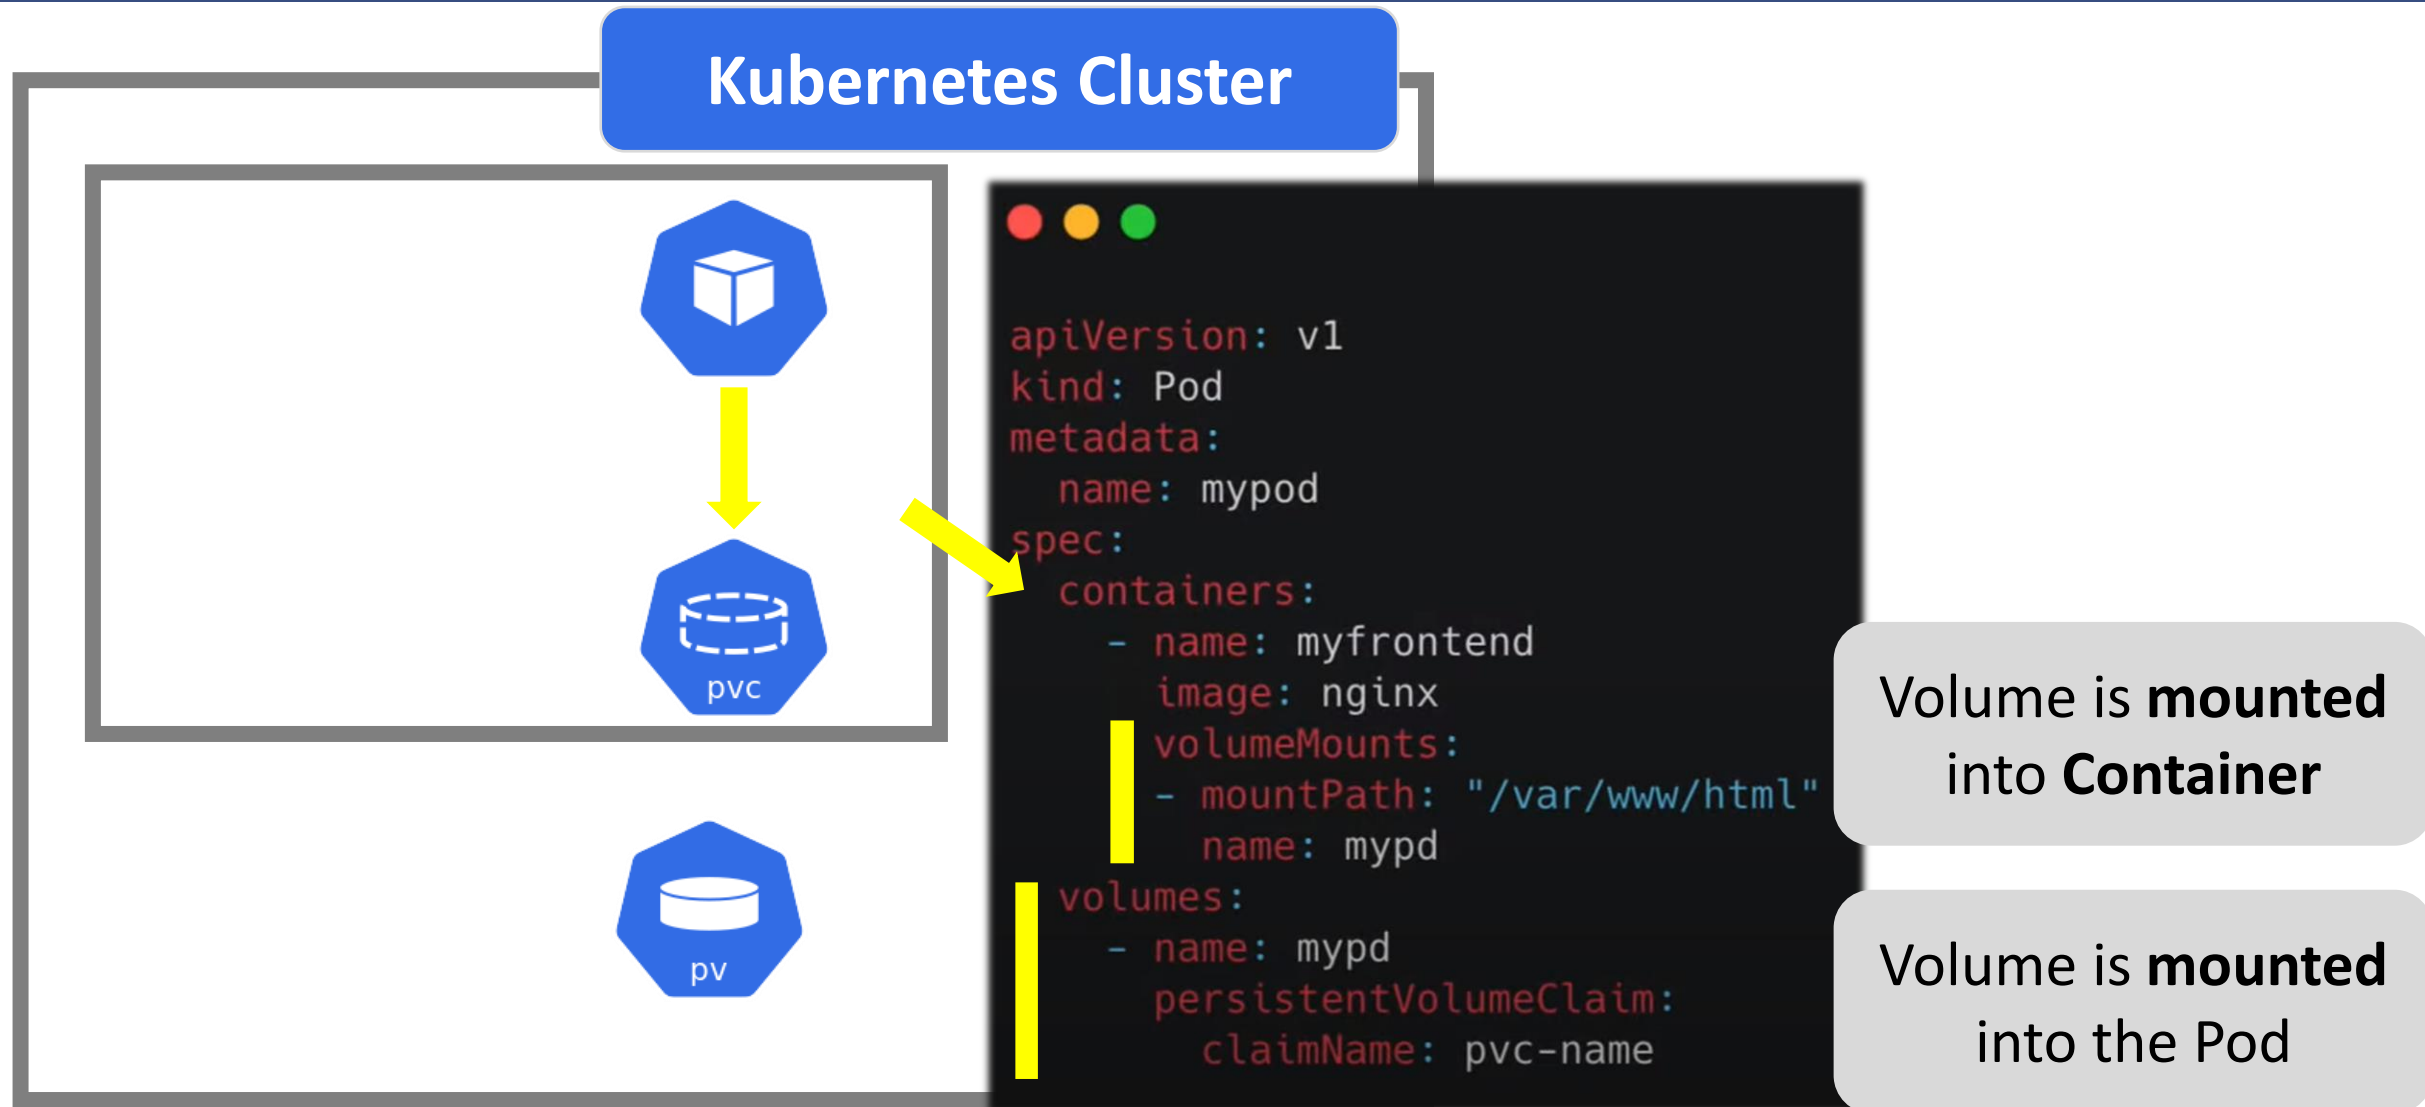 Kubernetes Cluster
apiVersion: v1
kind: Pod
metadata:
  name: mypod
spec:
  containers:
    - name: myfrontend
      image: nginx
      volumeMounts:
      - mountPath: "/var/www/html"
        name: mypd
  volumes:
    - name: mypd
      persistentVolumeClaim:
        claimName: pvc-name
pvc
pv
Volume is mounted
into Container
Volume is mounted
into the Pod